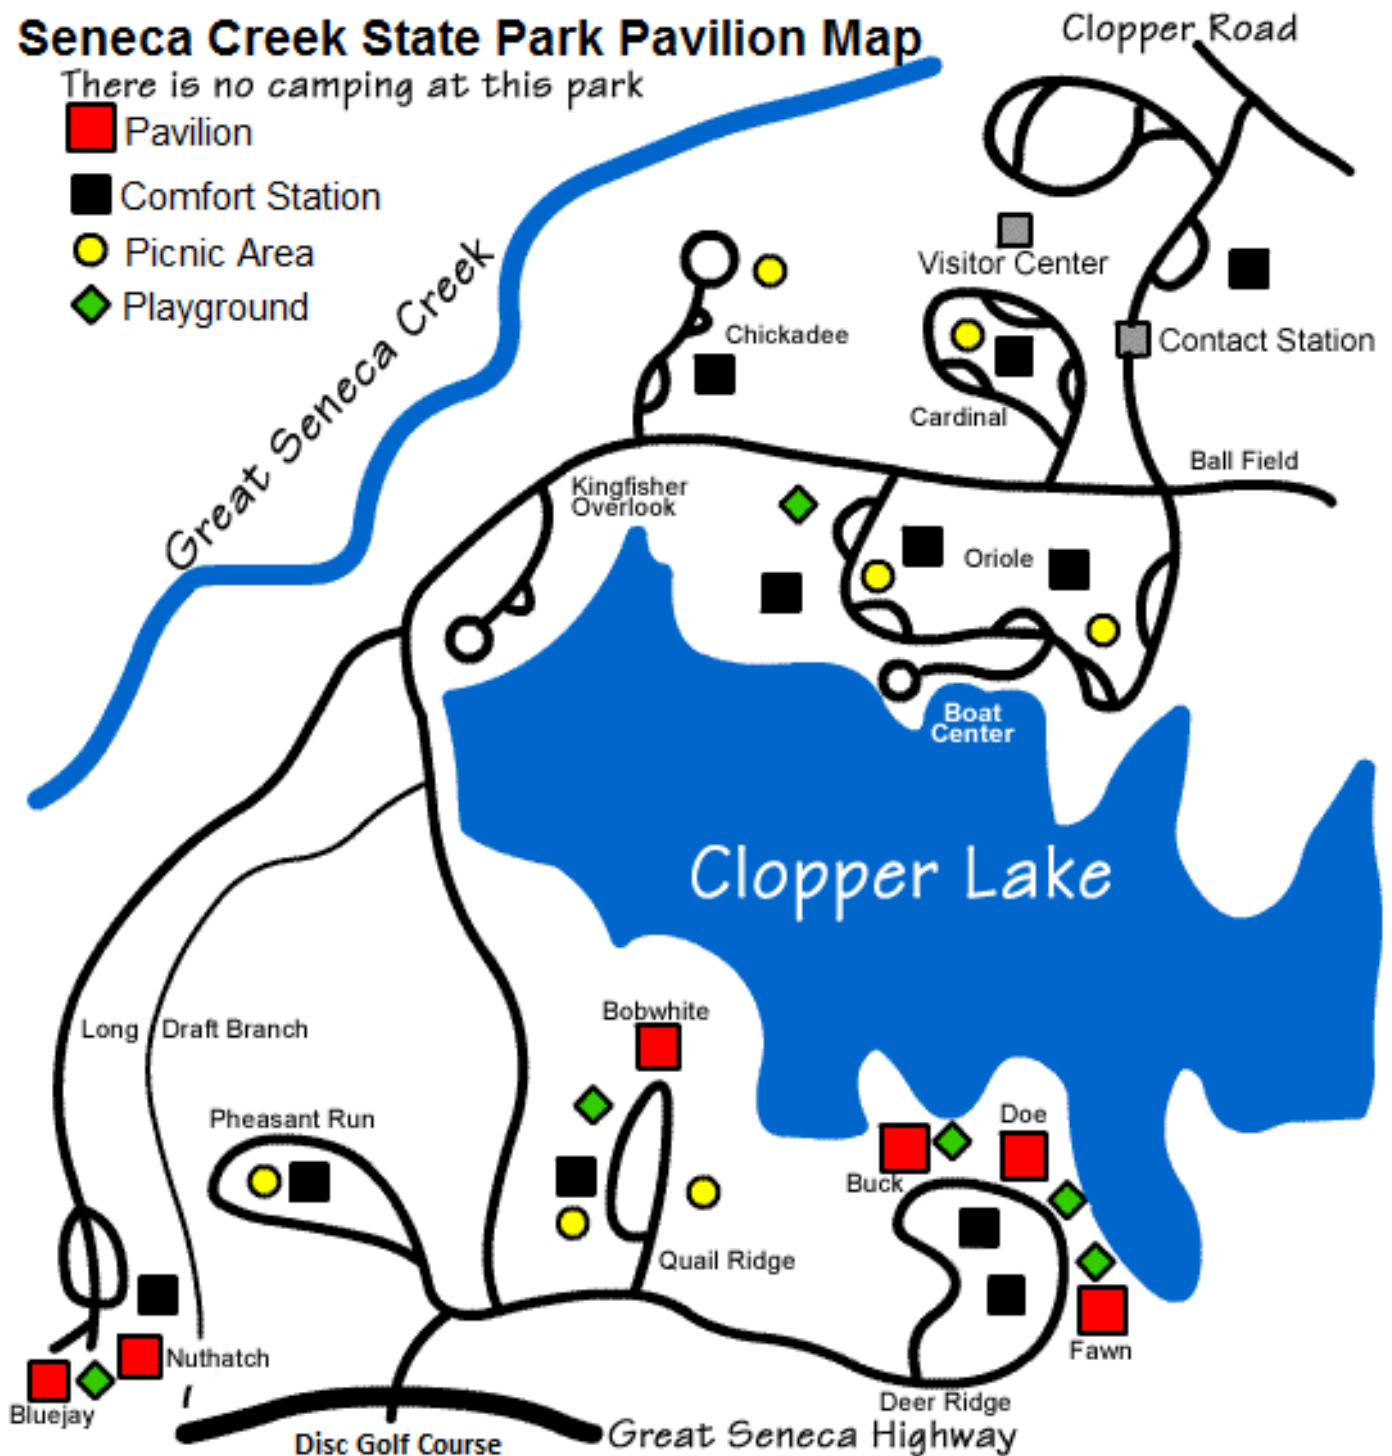 Seneca Creek State Park Pavilion Map
There is no camping at this park
Pavilion
Comfort Station
Picnic Area
Playground
Clopper Road
Great Seneca Creek
Visitor Center
Contact Station
Chickadee
Cardinal
Ball Field
Kingfisher
Overlook
Oriole
Boat
Center
Clopper Lake
Bobwhite
Long Draft Branch
Pheasant Run
Doe
Buck
Quail Ridge
Fawn
Nuthatch
Bluejay
Deer Ridge
Great Seneca Highway
Disc Golf Course